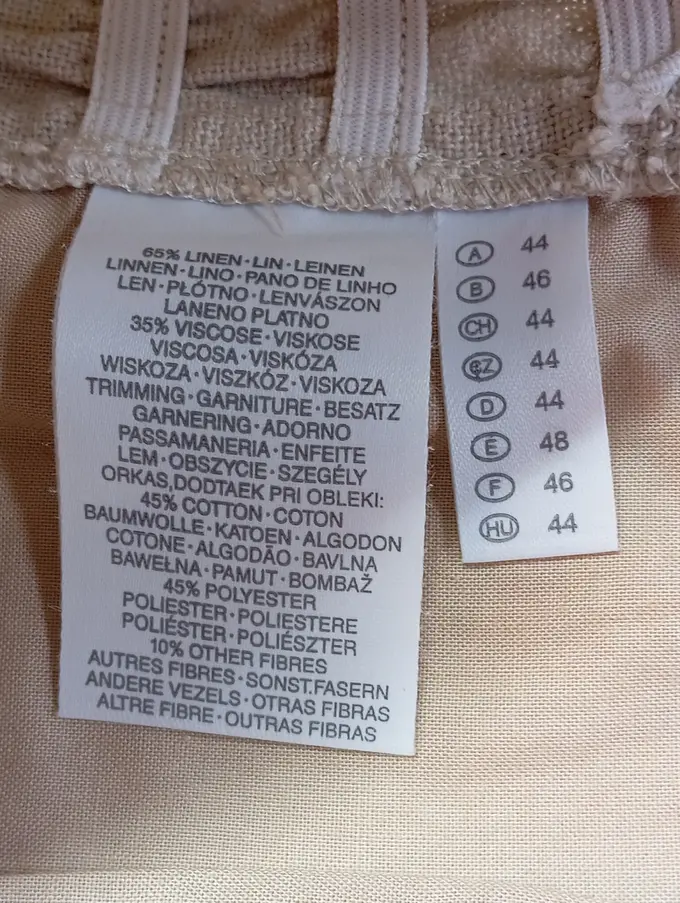 65% LINEN·LIN·LEINEN
LINNEN·LINO·PANO DE LINHO
LEN·PŁÓTNO·LENVÁSZON
LANENO PLATNO
35% VISCOSE·VISKOSE
VISCOSA·VISKÓZA
WISKOZA·VISZKÓZ·VISKOZA
TRIMMING·GARNITURE·BESATZ
GARNERING·ADORNO
PASSAMANERIA·ENFEITE
LEM·OBSZYCIE·SZEGÉLY
ORKAS,DODTAEK PRI OBLEKI:
45% COTTON·COTON
BAUMWOLLE·KATOEN·ALGODON
COTONE·ALGODÃO·BAVLNA
BAWEŁNA·PAMUT·BOMBAŽ
45% POLYESTER
POLIESTER·POLIESTERE
POLIÉSTER·POLIÉSZTER
10% OTHER FIBRES
AUTRES FIBRES·SONST.FASERN
ANDERE VEZELS·OTRAS FIBRAS
ALTRE FIBRE·OUTRAS FIBRAS
A 44
B 46
CH 44
CZ 44
D 44
E 48
F 46
HU 44